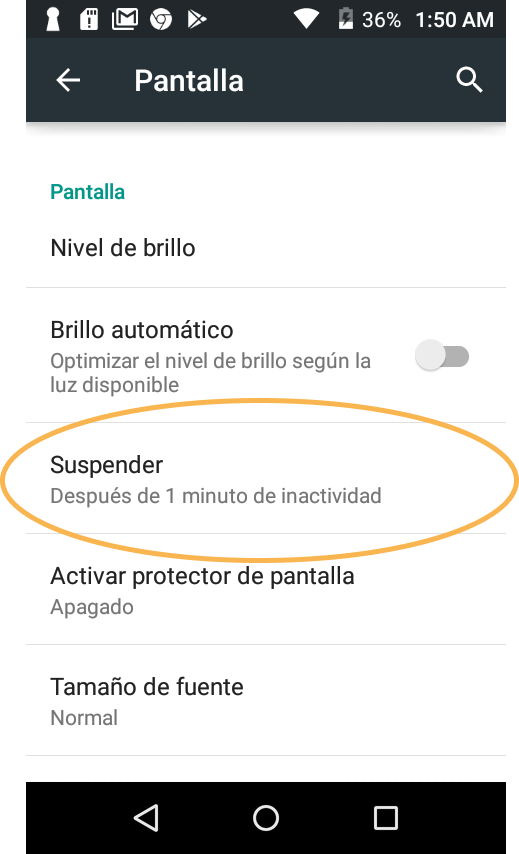 36% 1:50 AM
Pantalla
Pantalla
Nivel de brillo
Brillo automático
Optimizar el nivel de brillo según la
luz disponible
Suspender
Después de 1 minuto de inactividad
Activar protector de pantalla
Apagado
Tamaño de fuente
Normal